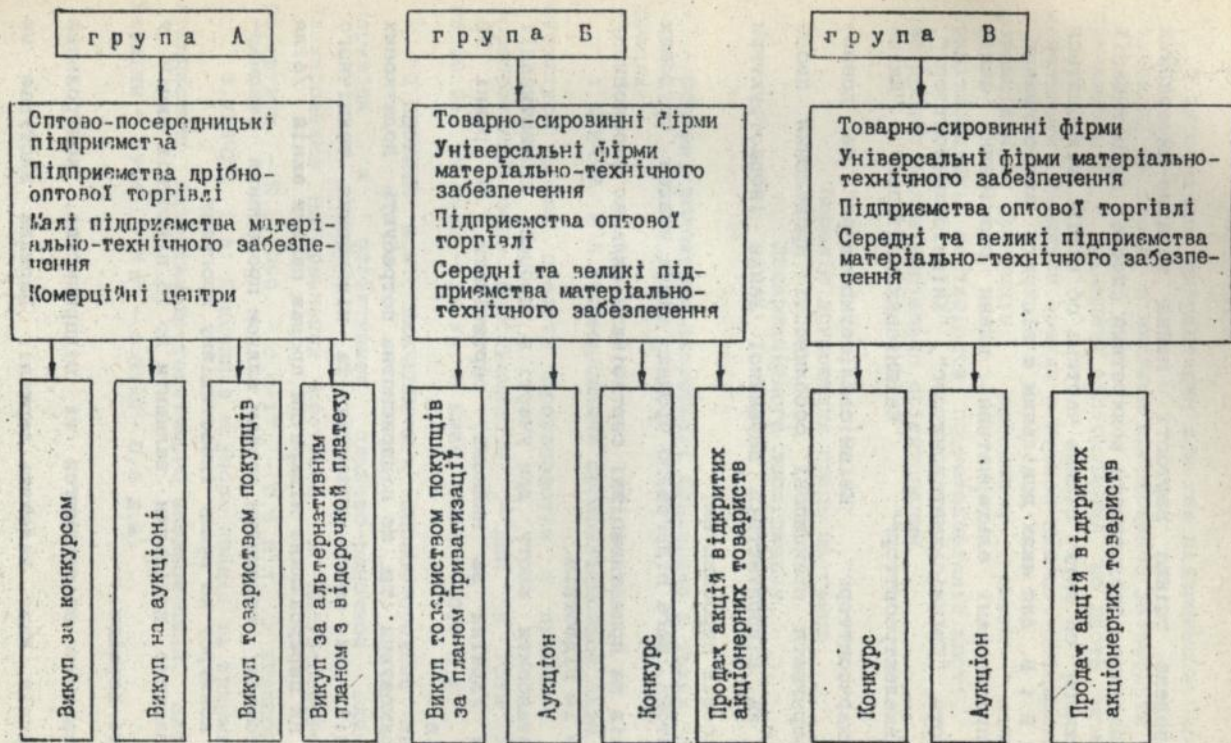 група А
група Б
група В
Оптово-посередницькі
підприємства
Підприємства дрібно-
оптової торгівлі
Малі підприємства матері-
ально-технічного забезпе-
чення
Комерційні центри
Товарно-сировинні фірми
Універсальні фірми
матеріально-технічного
забезпечення
Підприємства оптової
торгівлі
Середні та великі під-
приємства матеріально-
технічного забезпечення
Товарно-сировинні фірми
Універсальні фірми матеріально-
технічного забезпечення
Підприємства оптової торгівлі
Середні та великі підприємства
матеріально-технічного забезпе-
чення
Викуп за конкурсом
Викуп на аукціоні
Викуп товариством покупців
Викуп за альтернативним
планом з відсрочкой платету
Викуп товариством покупців
за планом приватизації
Аукціон
Конкурс
Продаж акцій відкритих
акціонерних товариств
Конкурс
Аукціон
Продаж акцій відкритих
акціонерних товариств